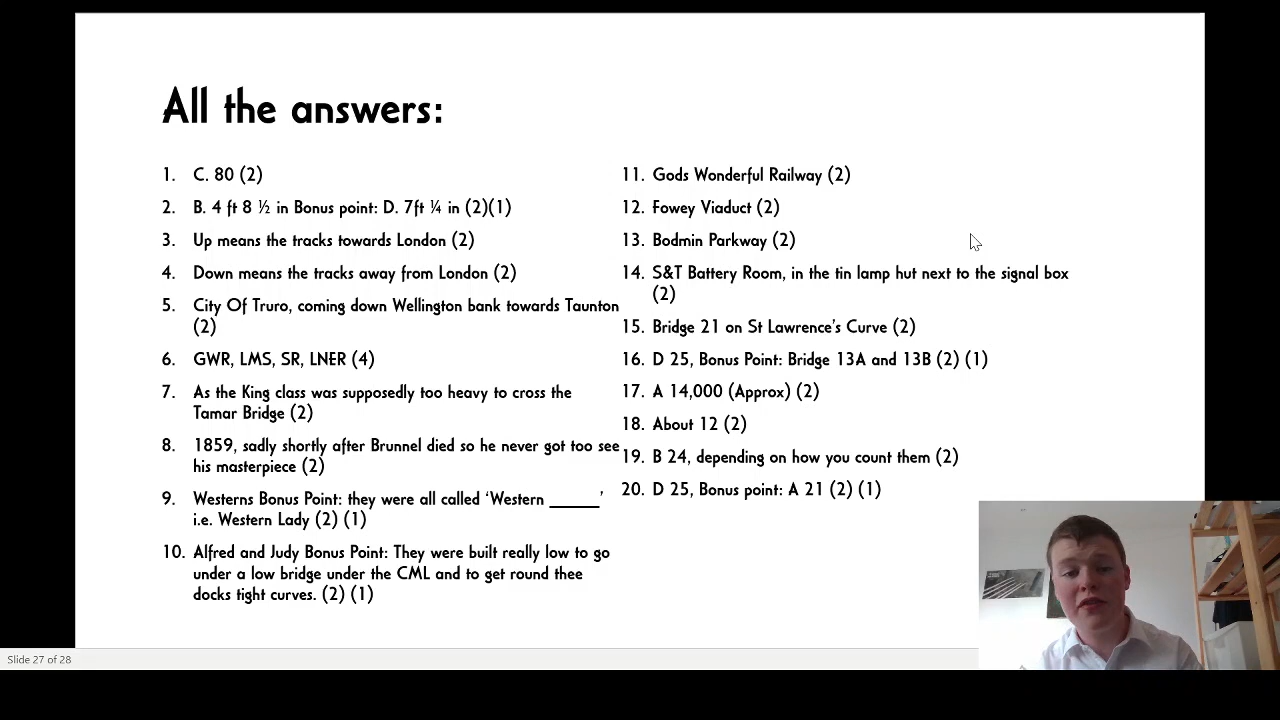 All the answers:
1. C. 80 (2)
2. B. 4 ft 8 ½ in Bonus point: D. 7ft ¼ in (2)(1)
3. Up means the tracks towards London (2)
4. Down means the tracks away from London (2)
5. City Of Truro, coming down Wellington bank towards Taunton
(2)
6. GWR, LMS, SR, LNER (4)
7. As the King class was supposedly too heavy to cross the
Tamar Bridge (2)
8. 1859, sadly shortly after Brunnel died so he never got too see
his masterpiece (2)
9. Westerns Bonus Point: they were all called ‘Western _____’
i.e. Western Lady (2) (1)
10. Alfred and Judy Bonus Point: They were built really low to go
under a low bridge under the CML and to get round thee
docks tight curves. (2) (1)
11. Gods Wonderful Railway (2)
12. Fowey Viaduct (2)
13. Bodmin Parkway (2)
14. S&T Battery Room, in the tin lamp hut next to the signal box
(2)
15. Bridge 21 on St Lawrence’s Curve (2)
16. D 25, Bonus Point: Bridge 13A and 13B (2) (1)
17. A 14,000 (Approx) (2)
18. About 12 (2)
19. B 24, depending on how you count them (2)
20. D 25, Bonus point: A 21 (2) (1)
Slide 27 of 28